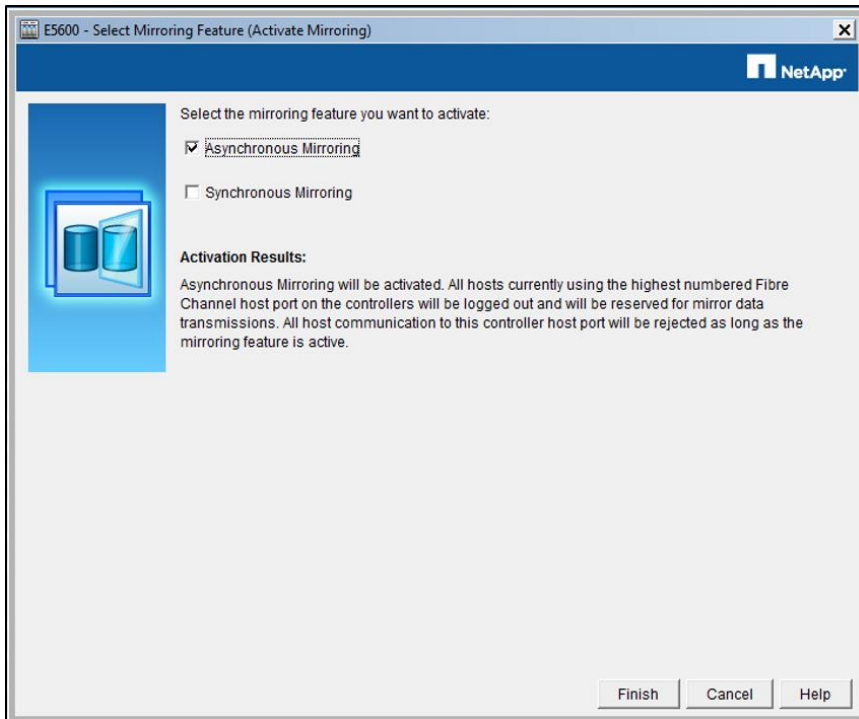 E5600 - Select Mirroring Feature (Activate Mirroring)
NetApp
Select the mirroring feature you want to activate:
Asynchronous Mirroring
Synchronous Mirroring
Activation Results:
Asynchronous Mirroring will be activated. All hosts currently using the highest numbered Fibre
Channel host port on the controllers will be logged out and will be reserved for mirror data
transmissions. All host communication to this controller host port will be rejected as long as the
mirroring feature is active.
Finish Cancel Help